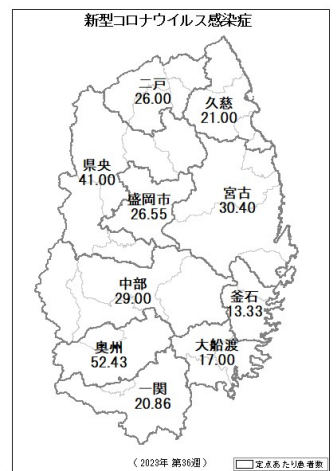 新型コロナウイルス感染症
二戸
26.00
久慈
21.00
県央
41.00
盛岡市
26.55
宮古
30.40
中部
29.00
釜石
13.33
奥州
52.43
大船渡
17.00
一関
20.86
(2023年 第36週)
定点あたり患者数